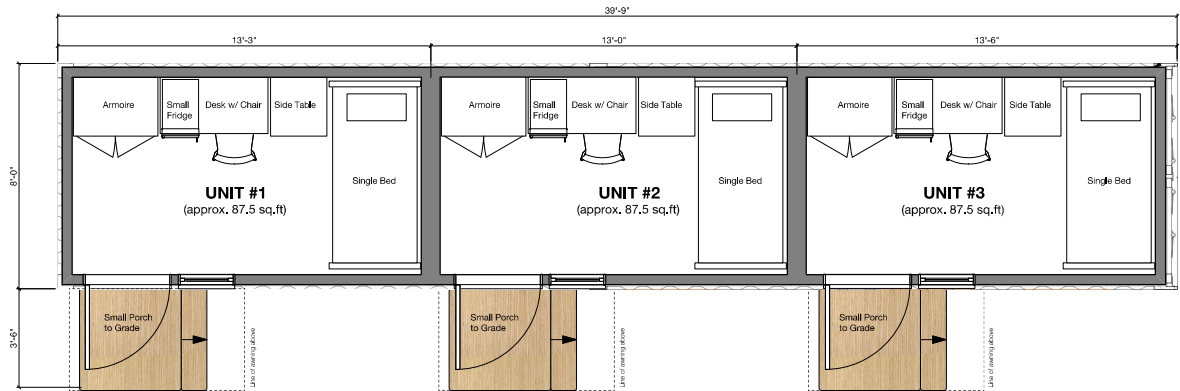 39'-9"
13'-3"
13'-0"
13'-6"
8'-0"
3'-6"
Armoire
Small
Fridge
Desk w/ Chair
Side Table
Single Bed
UNIT #1
(approx. 87.5 sq.ft)
Armoire
Small
Fridge
Desk w/ Chair
Side Table
Single Bed
UNIT #2
(approx. 87.5 sq.ft)
Armoire
Small
Fridge
Desk w/ Chair
Side Table
Single Bed
UNIT #3
(approx. 87.5 sq.ft)
Small Porch
to Grade
Line of awning above
Small Porch
to Grade
Line of awning above
Small Porch
to Grade
Line of awning above